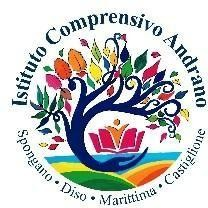 Istituto Comprensivo Andrano
Spongano • Diso • Marittima • Castiglione